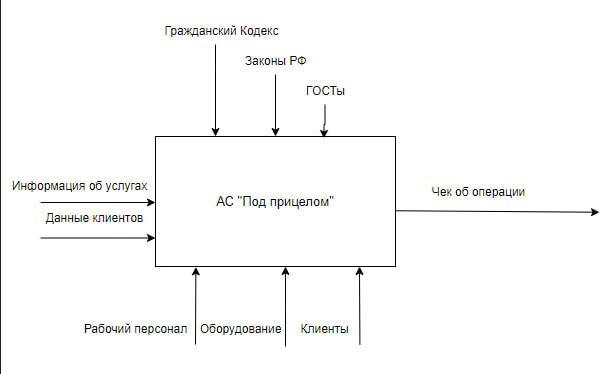 Гражданский Кодекс
Законы РФ
ГОСТы
Информация об услугах
Данные клиентов
АС "Под прицелом"
Чек об операции
Рабочий персонал
Оборудование
Клиенты